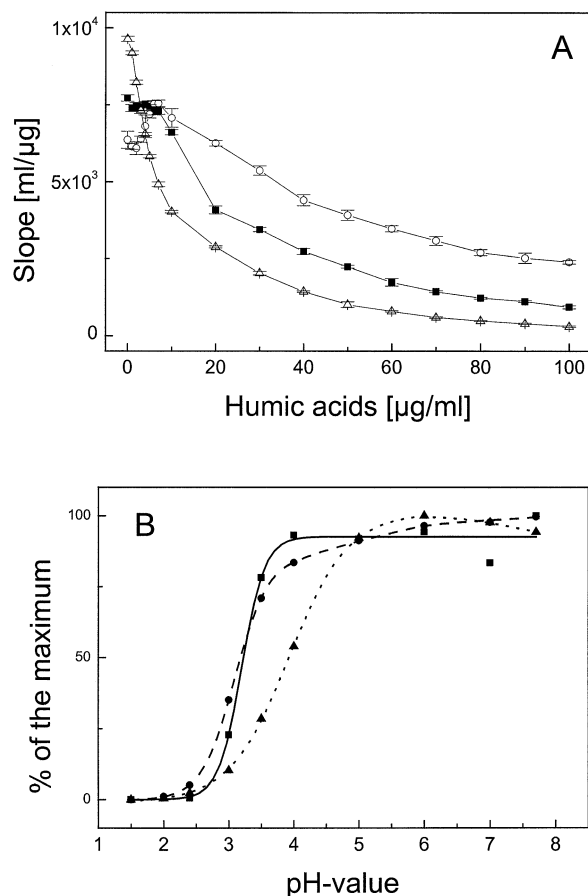 A
1x10⁴
5x10³
0
Slope [ml/µg]
0 20 40 60 80 100
Humic acids [µg/ml]
B
100
50
0
% of the maximum
1 2 3 4 5 6 7 8
pH-value